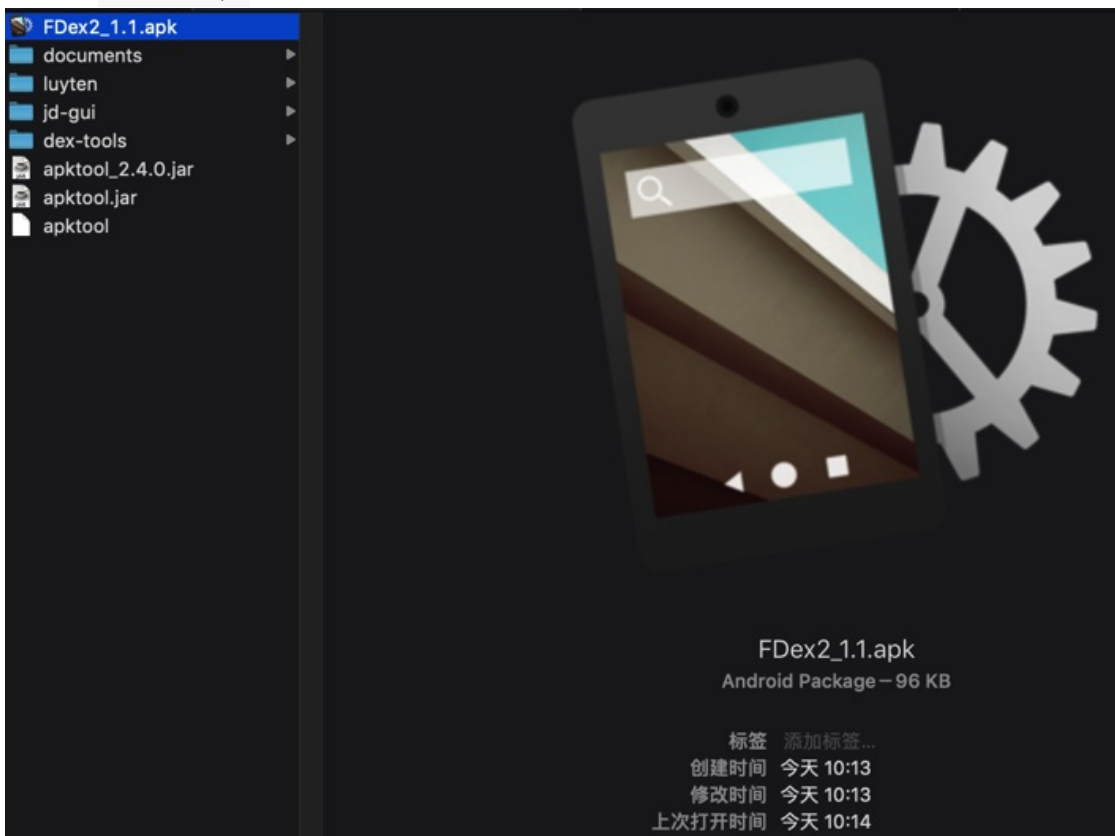 FDex2_1.1.apk
documents
luyten
jd-gui
dex-tools
apktool_2.4.0.jar
apktool.jar
apktool
FDex2_1.1.apk
Android Package — 96 KB
标签 添加标签...
创建时间 今天 10:13
修改时间 今天 10:13
上次打开时间 今天 10:14